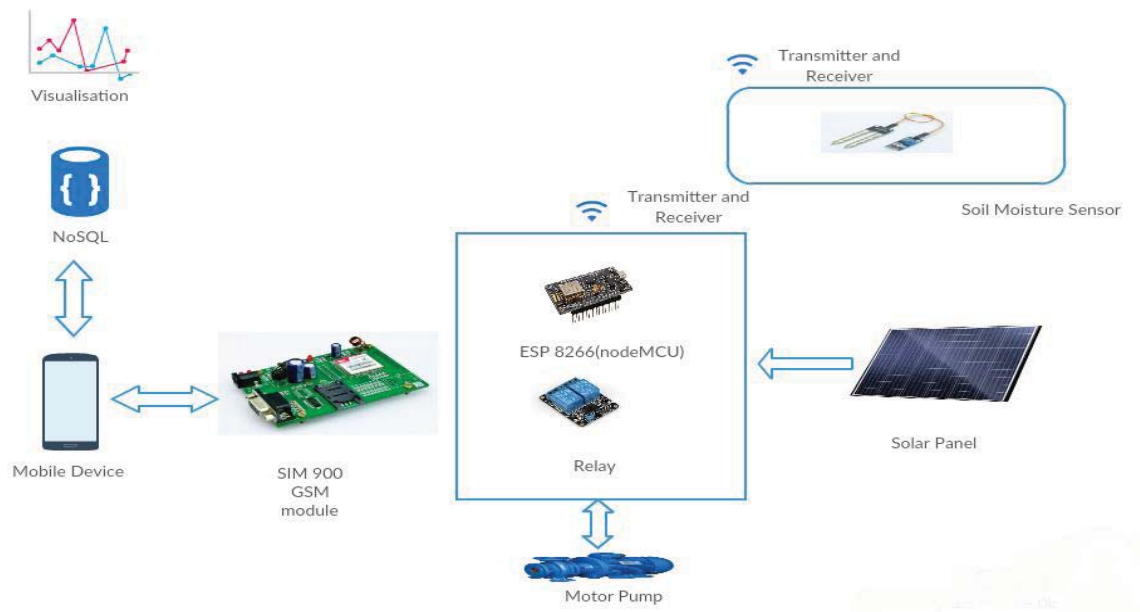 Visualisation
Transmitter and
Receiver
Soil Moisture Sensor
NoSQL
Transmitter and
Receiver
ESP 8266(nodeMCU)
Solar Panel
Mobile Device
SIM 900
GSM
module
Relay
Motor Pump